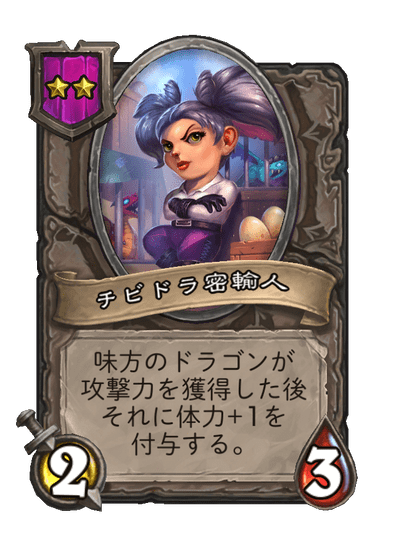 チビドラ密輸人
味方のドラゴンが
攻撃力を獲得した後
それに体力+1を
付与する。
2
3